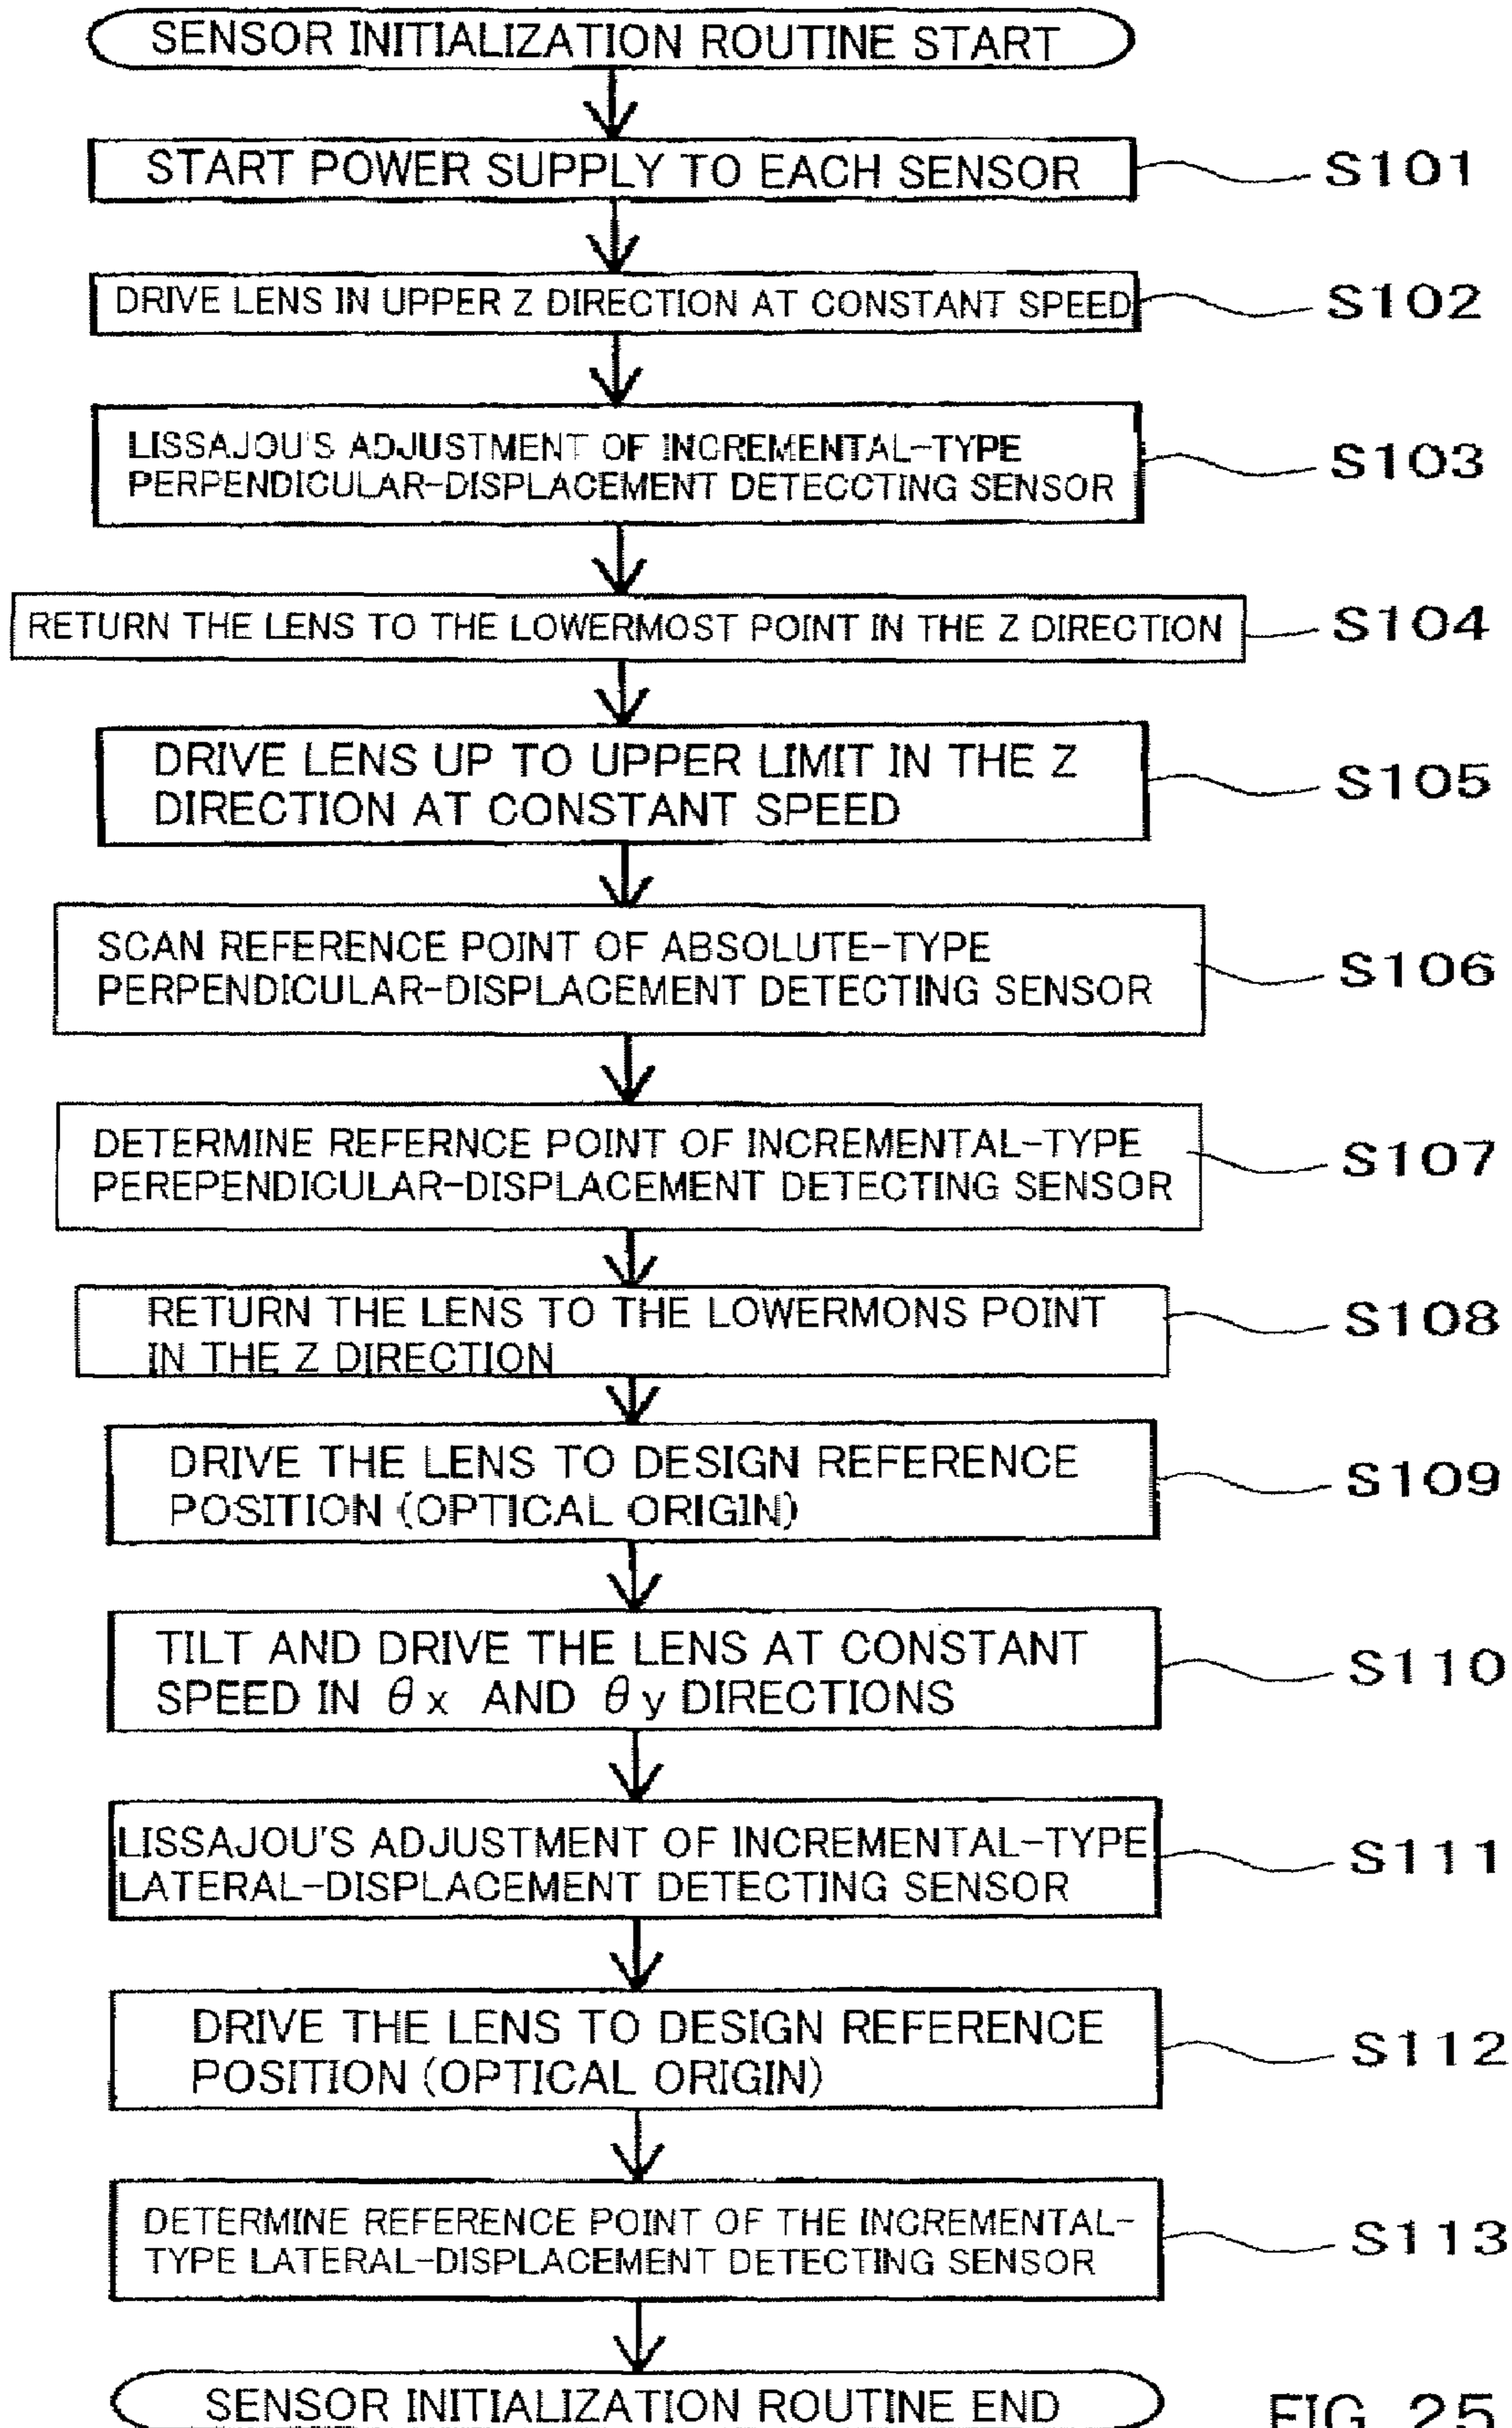 SENSOR INITIALIZATION ROUTINE START
START POWER SUPPLY TO EACH SENSOR
S101
DRIVE LENS IN UPPER Z DIRECTION AT CONSTANT SPEED
S102
LISSAJOU'S ADJUSTMENT OF INCREMENTAL-TYPE
PERPENDICULAR-DISPLACEMENT DETECCTING SENSOR
S103
RETURN THE LENS TO THE LOWERMOST POINT IN THE Z DIRECTION
S104
DRIVE LENS UP TO UPPER LIMIT IN THE Z
DIRECTION AT CONSTANT SPEED
S105
SCAN REFERENCE POINT OF ABSOLUTE-TYPE
PERPENDICULAR-DISPLACEMENT DETECTING SENSOR
S106
DETERMINE REFERNCE POINT OF INCREMENTAL-TYPE
PEREPENDICULAR-DISPLACEMENT DETECTING SENSOR
S107
RETURN THE LENS TO THE LOWERMONS POINT
IN THE Z DIRECTION
S108
DRIVE THE LENS TO DESIGN REFERENCE
POSITION (OPTICAL ORIGIN)
S109
TILT AND DRIVE THE LENS AT CONSTANT
SPEED IN θx AND θy DIRECTIONS
S110
LISSAJOU'S ADJUSTMENT OF INCREMENTAL-TYPE
LATERAL-DISPLACEMENT DETECTING SENSOR
S111
DRIVE THE LENS TO DESIGN REFERENCE
POSITION (OPTICAL ORIGIN)
S112
DETERMINE REFERENCE POINT OF THE INCREMENTAL-
TYPE LATERAL-DISPLACEMENT DETECTING SENSOR
S113
SENSOR INITIALIZATION ROUTINE END
FIG. 25